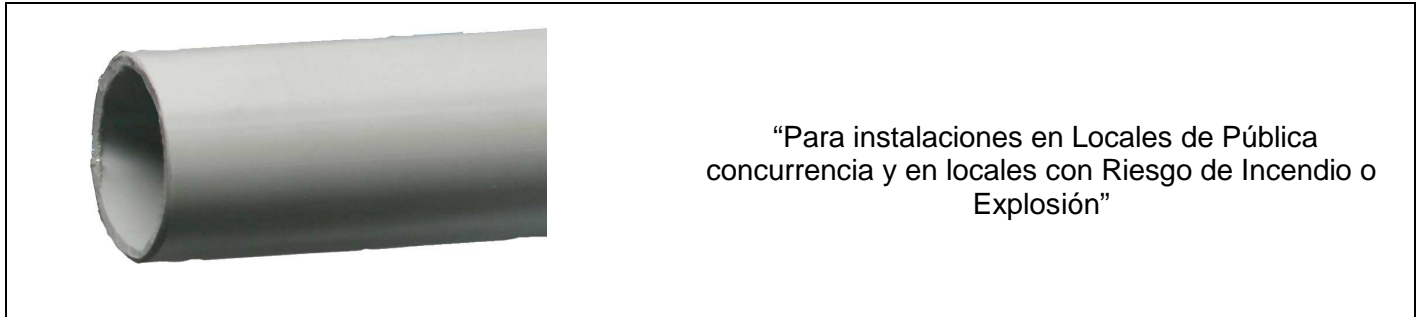 “Para instalaciones en Locales de Pública
concurrencia y en locales con Riesgo de Incendio o
Explosión”